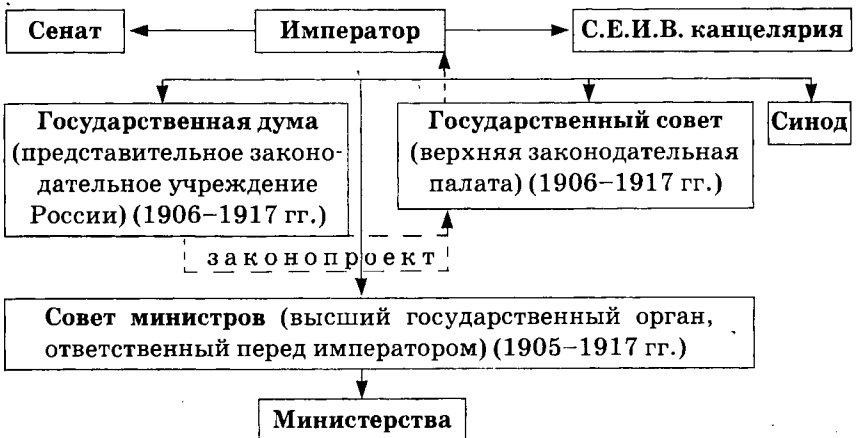 Сенат
Император
С.Е.И.В. канцелярия
Государственная дума
(представительное законо-
дательное учреждение
России) (1906–1917 гг.)
Государственный совет
(верхняя законодательная
палата) (1906–1917 гг.)
Синод
законопроект
Совет министров (высший государственный орган,
ответственный перед императором) (1905–1917 гг.)
Министерства